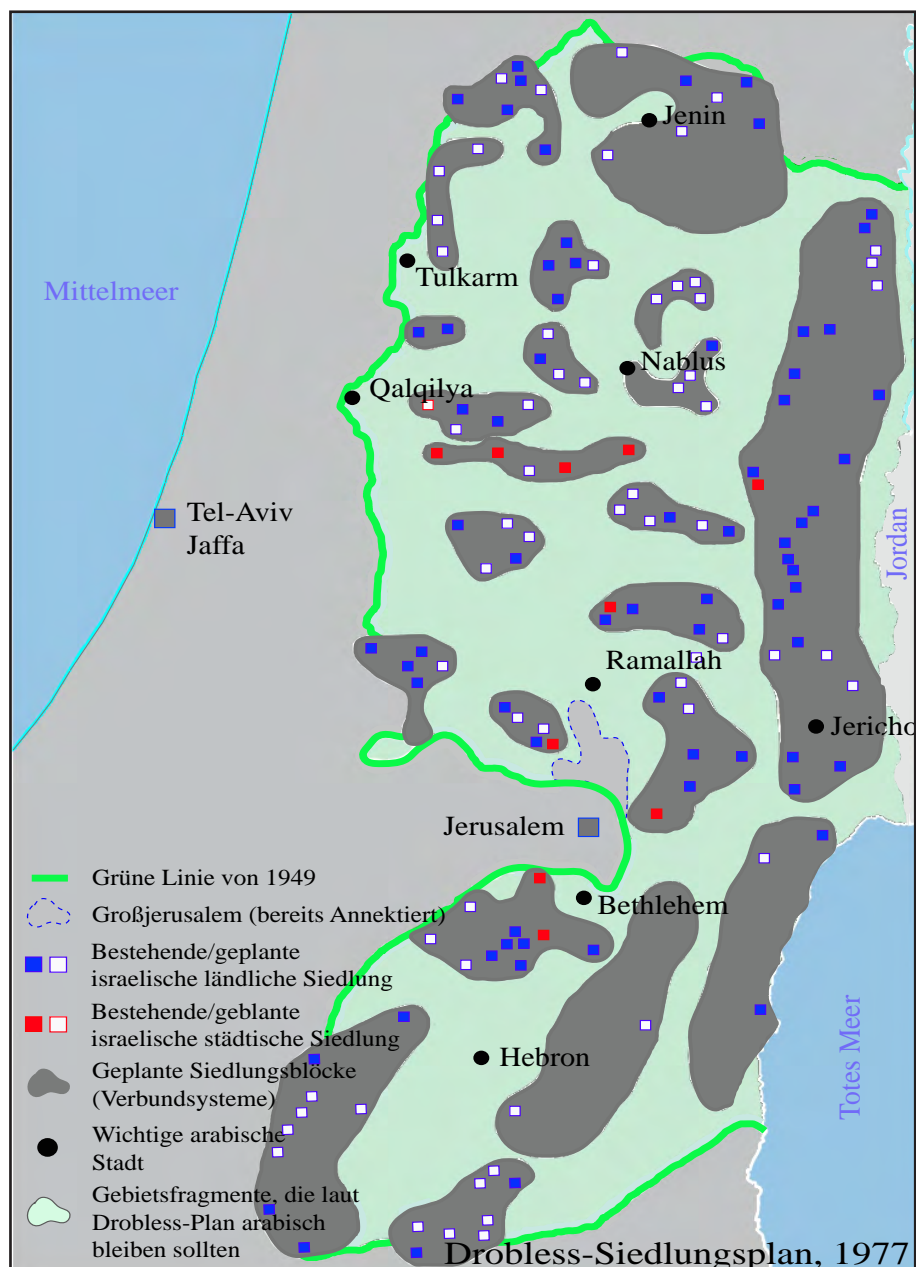 Jenin
Mittelmeer
Tulkarm
Nablus
Qalqilya
Tel-Aviv
Jaffa
Jordan
Ramallah
Jericho
Jerusalem
Bethlehem
Hebron
Totes Meer
Grüne Linie von 1949
Großjerusalem (bereits Annektiert)
Bestehende/geplante
israelische ländliche Siedlung
Bestehende/geblante
israelische städtische Siedlung
Geplante Siedlungsblöcke
(Verbundsysteme)
Wichtige arabische
Stadt
Gebietsfragmente, die laut
Drobless-Plan arabisch
bleiben sollten
Drobless-Siedlungsplan, 1977